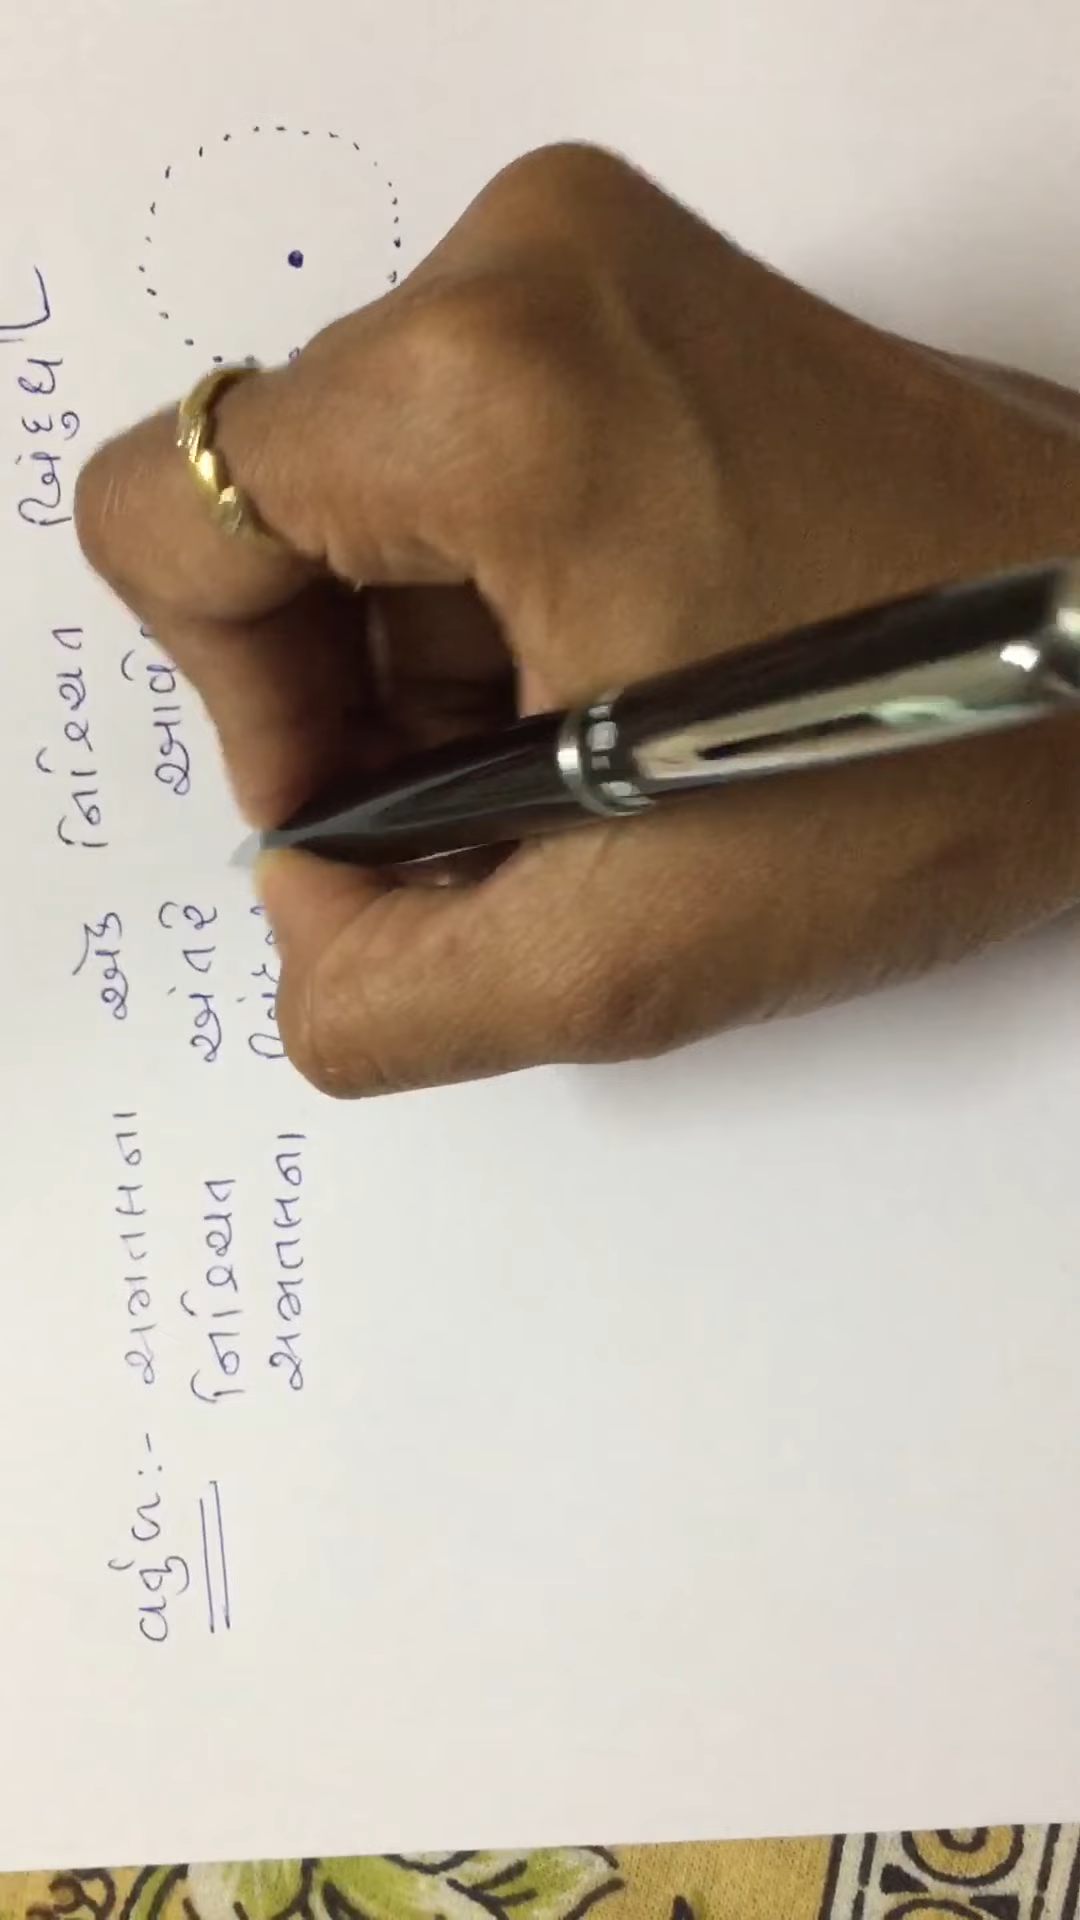 વર્તુળ :- સમતલના એક નિશ્ચિત બિંદુથી
નિશ્ચિત અંતરે આવે
સમતલના